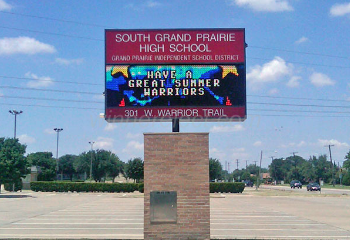 SOUTH GRAND PRAIRIE
HIGH SCHOOL
GRAND PRAIRIE INDEPENDENT SCHOOL DISTRICT
HAVE A
GREAT SUMMER
WARRIORS
301 W. WARRIOR TRAIL